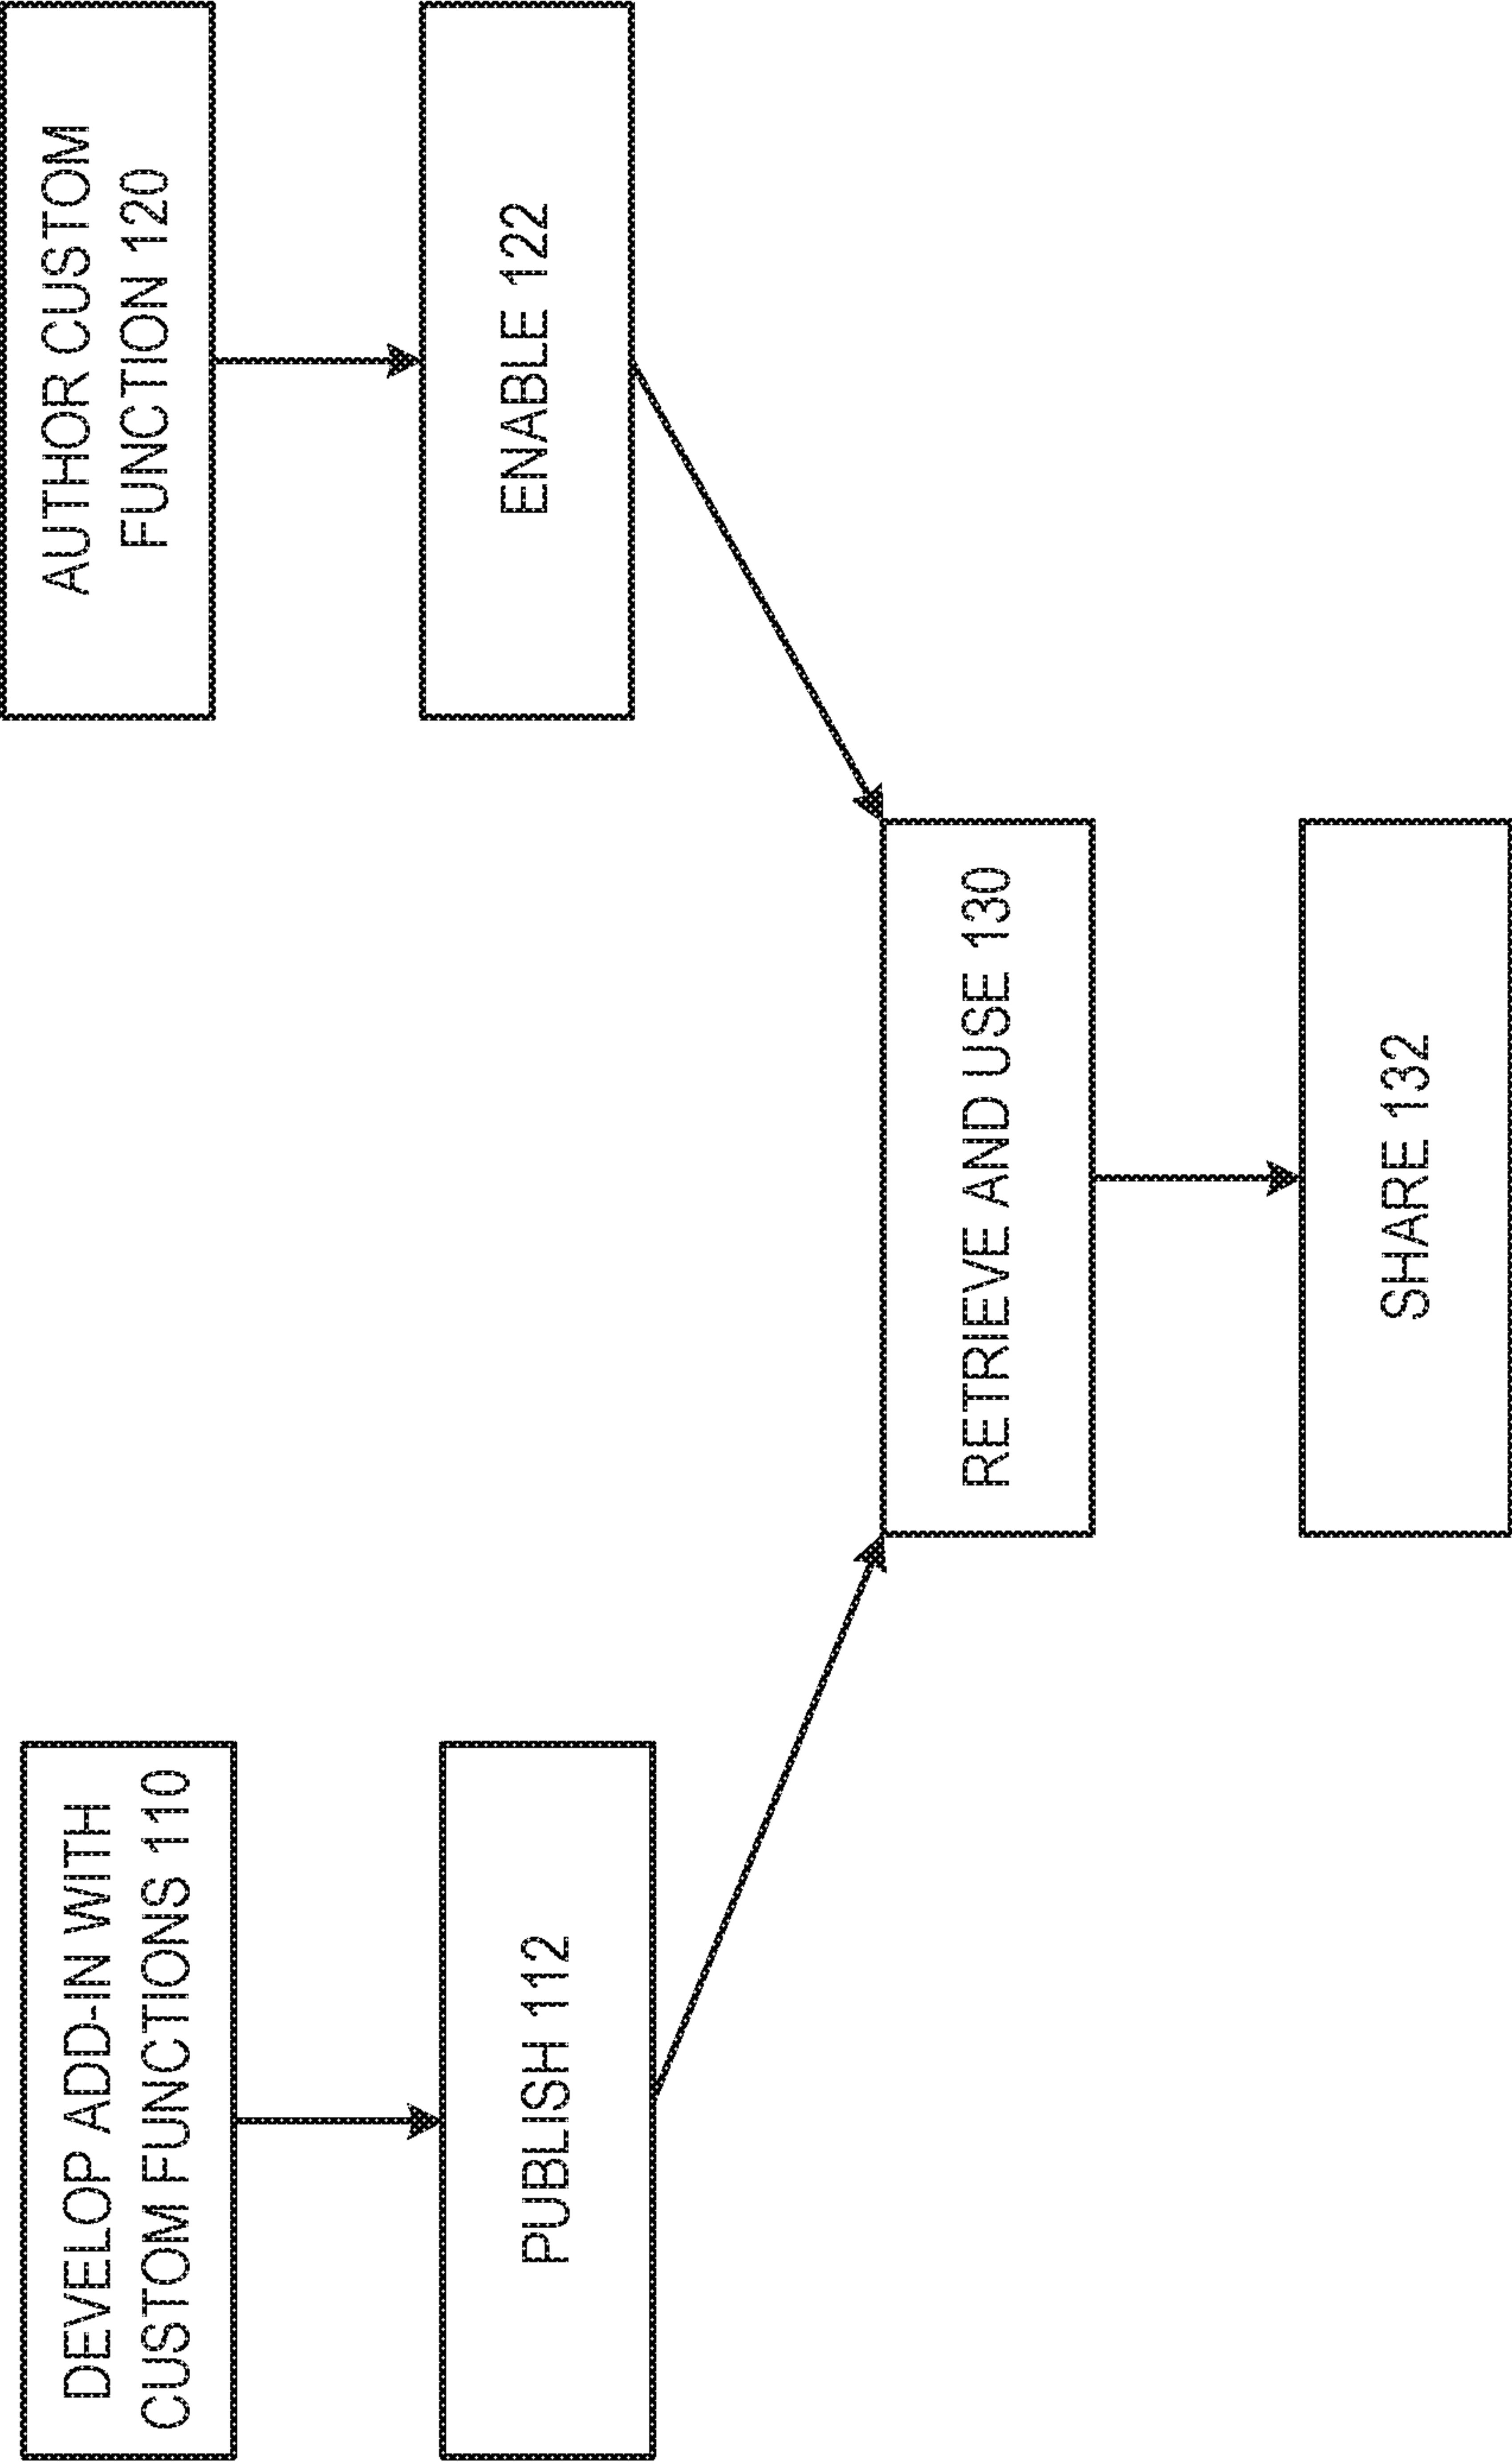 DEVELOP ADD-IN WITH
CUSTOM FUNCTIONS 110
AUTHOR CUSTOM
FUNCTION 120
PUBLISH 112
ENABLE 122
RETRIEVE AND USE 130
SHARE 132